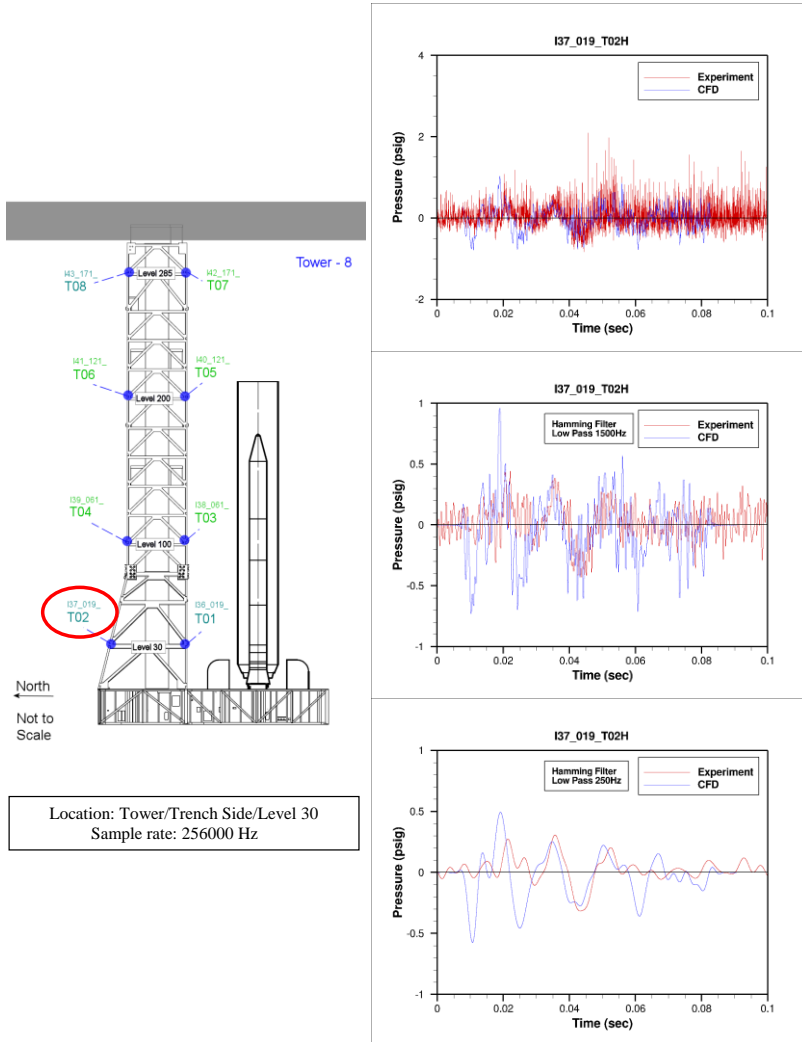 Tower - 8
I43_171_
T08
Level 285
I42_171_
T07
I41_121_
T06
Level 200
I40_121_
T05
I39_061_
T04
Level 100
I38_061_
T03
I37_019_
T02
Level 30
I36_019_
T01
North
Not to
Scale
Location: Tower/Trench Side/Level 30
Sample rate: 256000 Hz
I37_019_T02H
Experiment
CFD
Pressure (psig)
4
2
0
-2
0 0.02 0.04 0.06 0.08 0.1
Time (sec)
I37_019_T02H
Hamming Filter
Low Pass 1500Hz
Experiment
CFD
Pressure (psig)
1
0.5
0
-0.5
-1
0 0.02 0.04 0.06 0.08 0.1
Time (sec)
I37_019_T02H
Hamming Filter
Low Pass 250Hz
Experiment
CFD
Pressure (psig)
1
0.5
0
-0.5
-1
0 0.02 0.04 0.06 0.08 0.1
Time (sec)